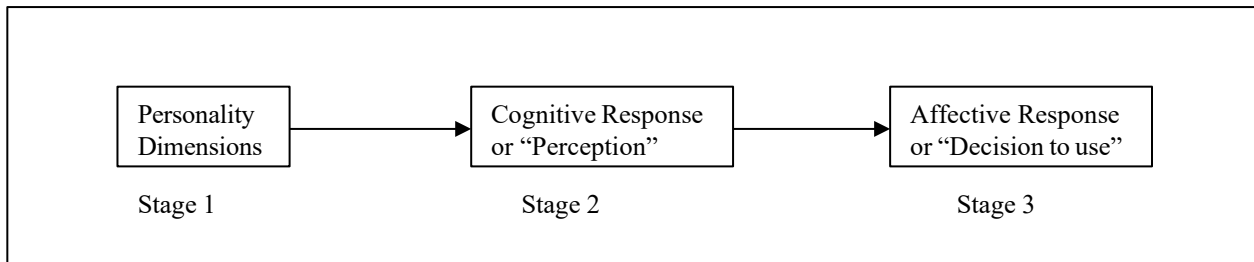 Personality
Dimensions
Cognitive Response
or “Perception”
Affective Response
or “Decision to use”
Stage 1
Stage 2
Stage 3